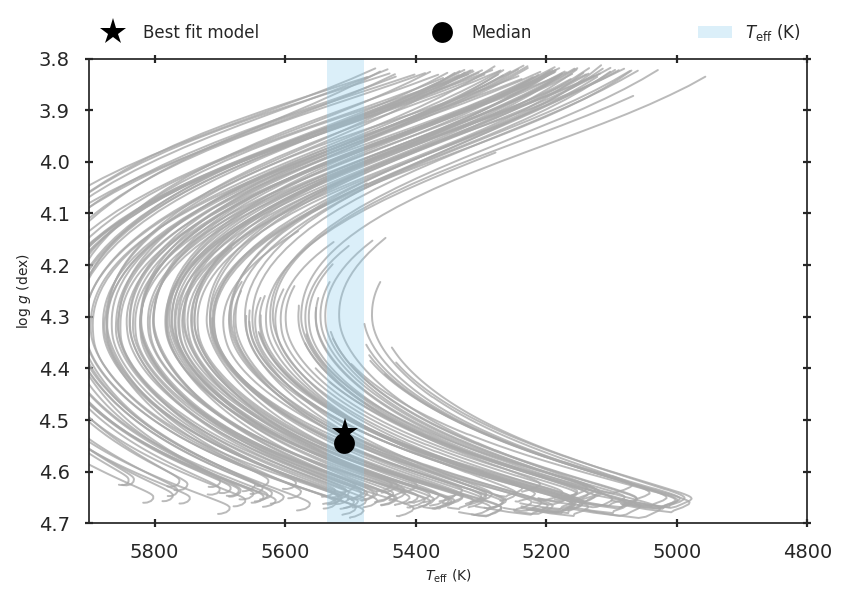 Best fit model Median T_eff (K)
3.8
3.9
4.0
4.1
4.2
4.3
4.4
4.5
4.6
4.7
log g (dex)
5800 5600 5400 5200 5000 4800
T_eff (K)